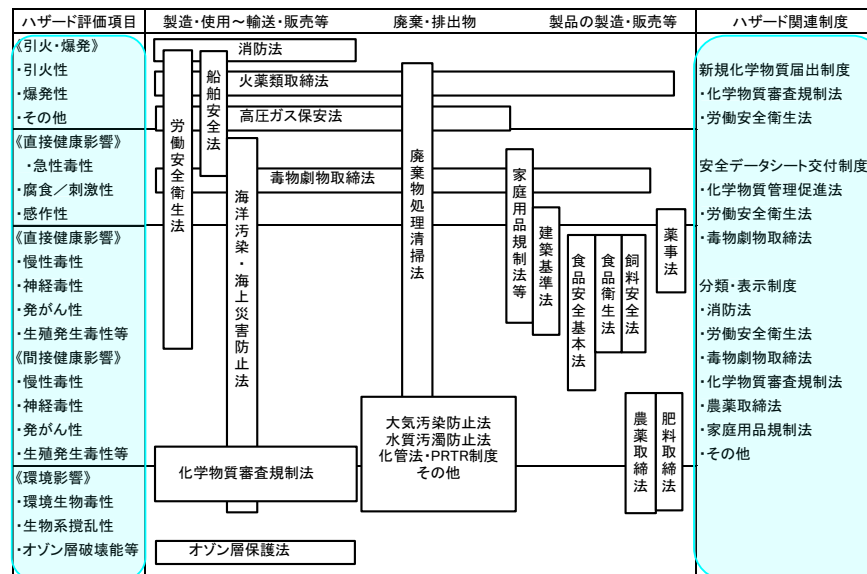 ハザード評価項目
製造・使用～輸送・販売等
廃棄・排出物
製品の製造・販売等
ハザード関連制度
《引火・爆発》
・引火性
・爆発性
・その他
《直接健康影響》
・急性毒性
・腐食／刺激性
・感作性
《直接健康影響》
・慢性毒性
・神経毒性
・発がん性
・生殖発生毒性等
《間接健康影響》
・慢性毒性
・神経毒性
・発がん性
・生殖発生毒性等
《環境影響》
・環境生物毒性
・生物系撹乱性
・オゾン層破壊能等
消防法
火薬類取締法
高圧ガス保安法
毒物劇物取締法
労働安全衛生法
船舶安全法
海洋汚染・海上災害防止法
化学物質審査規制法
オゾン層保護法
廃棄物処理清掃法
大気汚染防止法
水質汚濁防止法
化管法・PRTR制度
その他
家庭用品規制法等
建築基準法
食品安全基本法
食品衛生法
飼料安全法
薬事法
農薬取締法
肥料取締法
新規化学物質届出制度
・化学物質審査規制法
・労働安全衛生法
安全データシート交付制度
・化学物質管理促進法
・労働安全衛生法
・毒物劇物取締法
分類・表示制度
・消防法
・労働安全衛生法
・毒物劇物取締法
・化学物質審査規制法
・農薬取締法
・家庭用品規制法
・その他